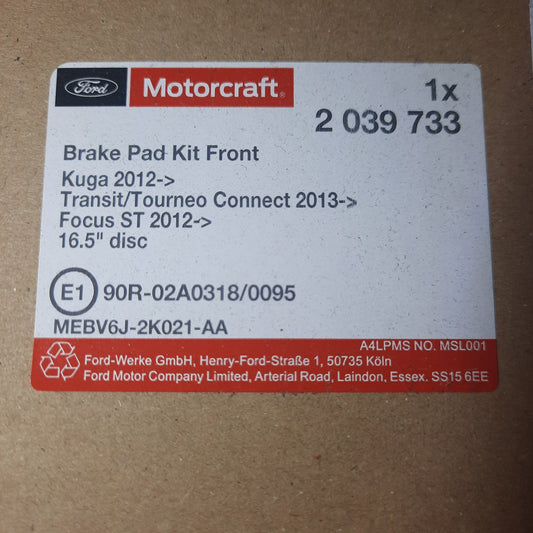 Ford
Motorcraft®
1x
2 039 733
Brake Pad Kit Front
Kuga 2012->
Transit/Tourneo Connect 2013->
Focus ST 2012->
16.5" disc
E1 90R-02A0318/0095
MEBV6J-2K021-AA
A4LPMS NO. MSL001
Ford-Werke GmbH, Henry-Ford-Straße 1, 50735 Köln
Ford Motor Company Limited, Arterial Road, Laindon, Essex. SS15 6EE